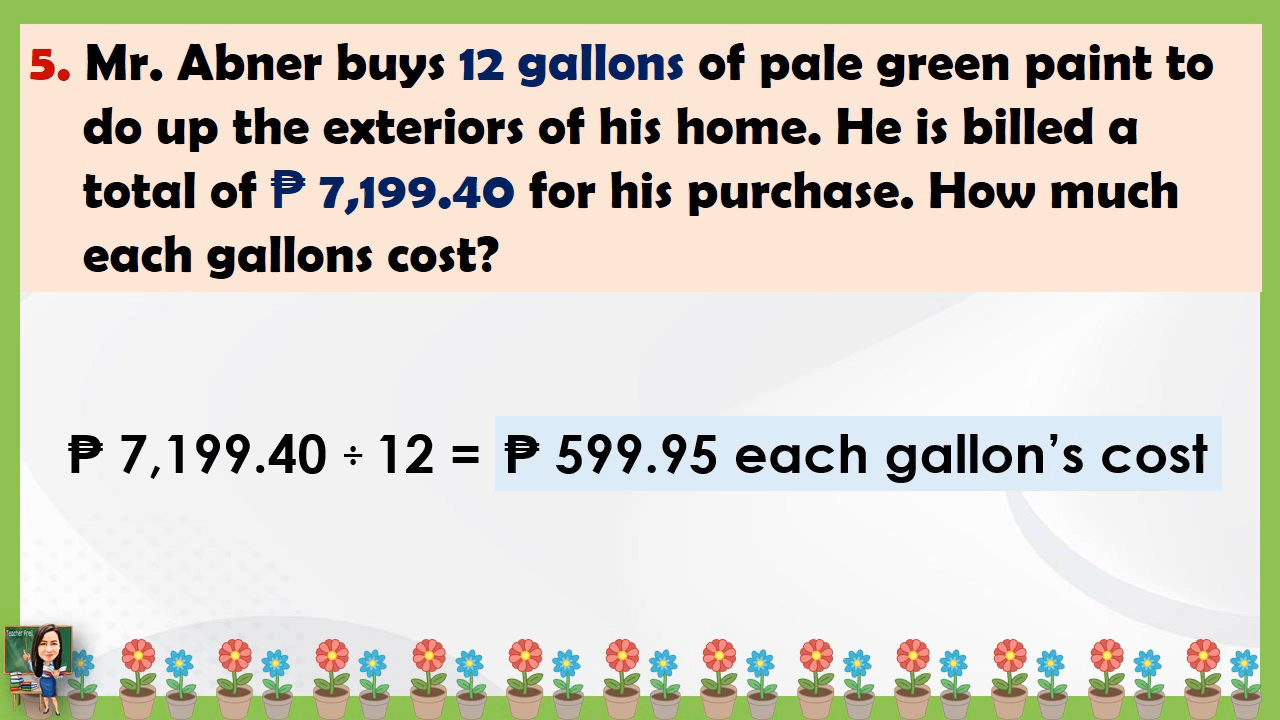 5. Mr. Abner buys 12 gallons of pale green paint to
do up the exteriors of his home. He is billed a
total of ₱ 7,199.40 for his purchase. How much
each gallons cost?
₱ 7,199.40 ÷ 12 = ₱ 599.95 each gallon’s cost